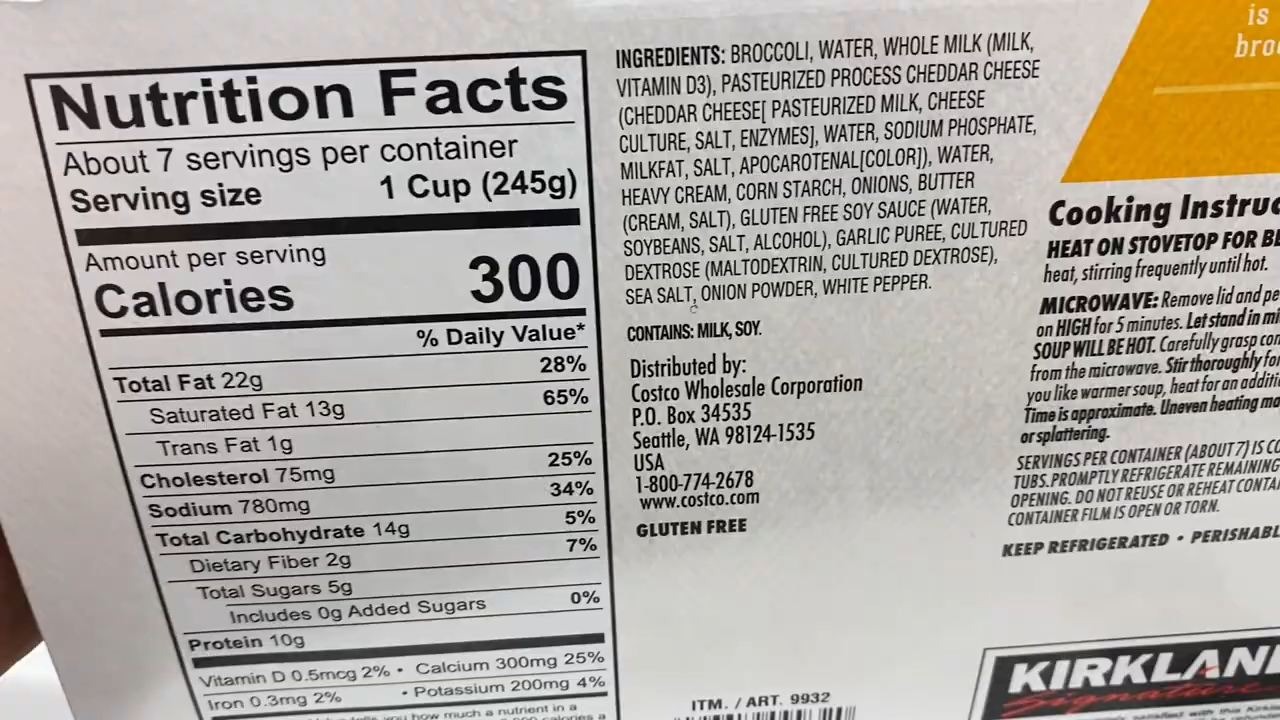 is
Nutrition Facts
About 7 servings per container
Serving size 1 Cup (245g)
Amount per serving
Calories 300
% Daily Value*
Total Fat 22g 28%
Saturated Fat 13g 65%
Trans Fat 1g
Cholesterol 75mg 25%
Sodium 780mg 34%
Total Carbohydrate 14g 5%
Dietary Fiber 2g 7%
Total Sugars 5g
Includes 0g Added Sugars 0%
Protein 10g
Vitamin D 0.5mcg 2% • Calcium 300mg 25%
Iron 0.3mg 2% • Potassium 200mg 4%
you how much a nutrient in a
calories a
INGREDIENTS: BROCCOLI, WATER, WHOLE MILK (MILK,
VITAMIN D3), PASTEURIZED PROCESS CHEDDAR CHEESE
(CHEDDAR CHEESE[ PASTEURIZED MILK, CHEESE
CULTURE, SALT, ENZYMES], WATER, SODIUM PHOSPHATE,
MILKFAT, SALT, APOCAROTENAL[COLOR]), WATER,
HEAVY CREAM, CORN STARCH, ONIONS, BUTTER
(CREAM, SALT), GLUTEN FREE SOY SAUCE (WATER,
SOYBEANS, SALT, ALCOHOL), GARLIC PUREE, CULTURED
DEXTROSE (MALTODEXTRIN, CULTURED DEXTROSE),
SEA SALT, ONION POWDER, WHITE PEPPER.
CONTAINS: MILK, SOY.
Distributed by:
Costco Wholesale Corporation
P.O. Box 34535
Seattle, WA 98124-1535
USA
1-800-774-2678
www.costco.com
GLUTEN FREE
ITM. / ART. 9932
Cooking
HEAT ON STOVETOP FOR
heat, stirring frequently until hot.
MICROWAVE: Remove lid and
on HIGH for 5 minutes. Let stand in
SOUP WILL BE HOT. Carefully grasp
from the microwave. Stir thoroughly
you like warmer soup, heat for an
Time is approximate. Uneven heating
or splattering.
SERVINGS PER CONTAINER (ABOUT 7) IS
TUBS. PROMPTLY REFRIGERATE REMAINING
OPENING. DO NOT REUSE OR REHEAT
CONTAINER FILM IS OPEN OR TORN.
KEEP REFRIGERATED •
KIRKLAN
Signature